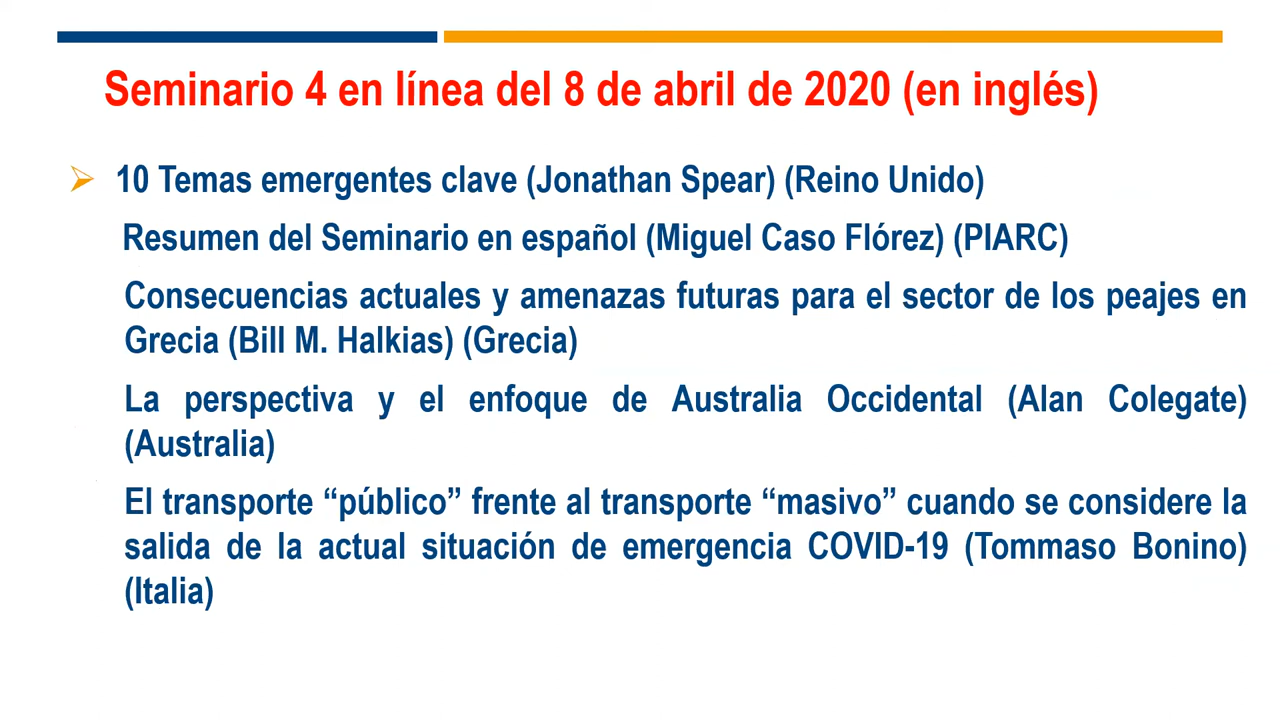 Seminario 4 en línea del 8 de abril de 2020 (en inglés)
10 Temas emergentes clave (Jonathan Spear) (Reino Unido)
Resumen del Seminario en español (Miguel Caso Flórez) (PIARC)
Consecuencias actuales y amenazas futuras para el sector de los peajes en
Grecia (Bill M. Halkias) (Grecia)
La perspectiva y el enfoque de Australia Occidental (Alan Colegate)
(Australia)
El transporte “público” frente al transporte “masivo” cuando se considere la
salida de la actual situación de emergencia COVID-19 (Tommaso Bonino)
(Italia)